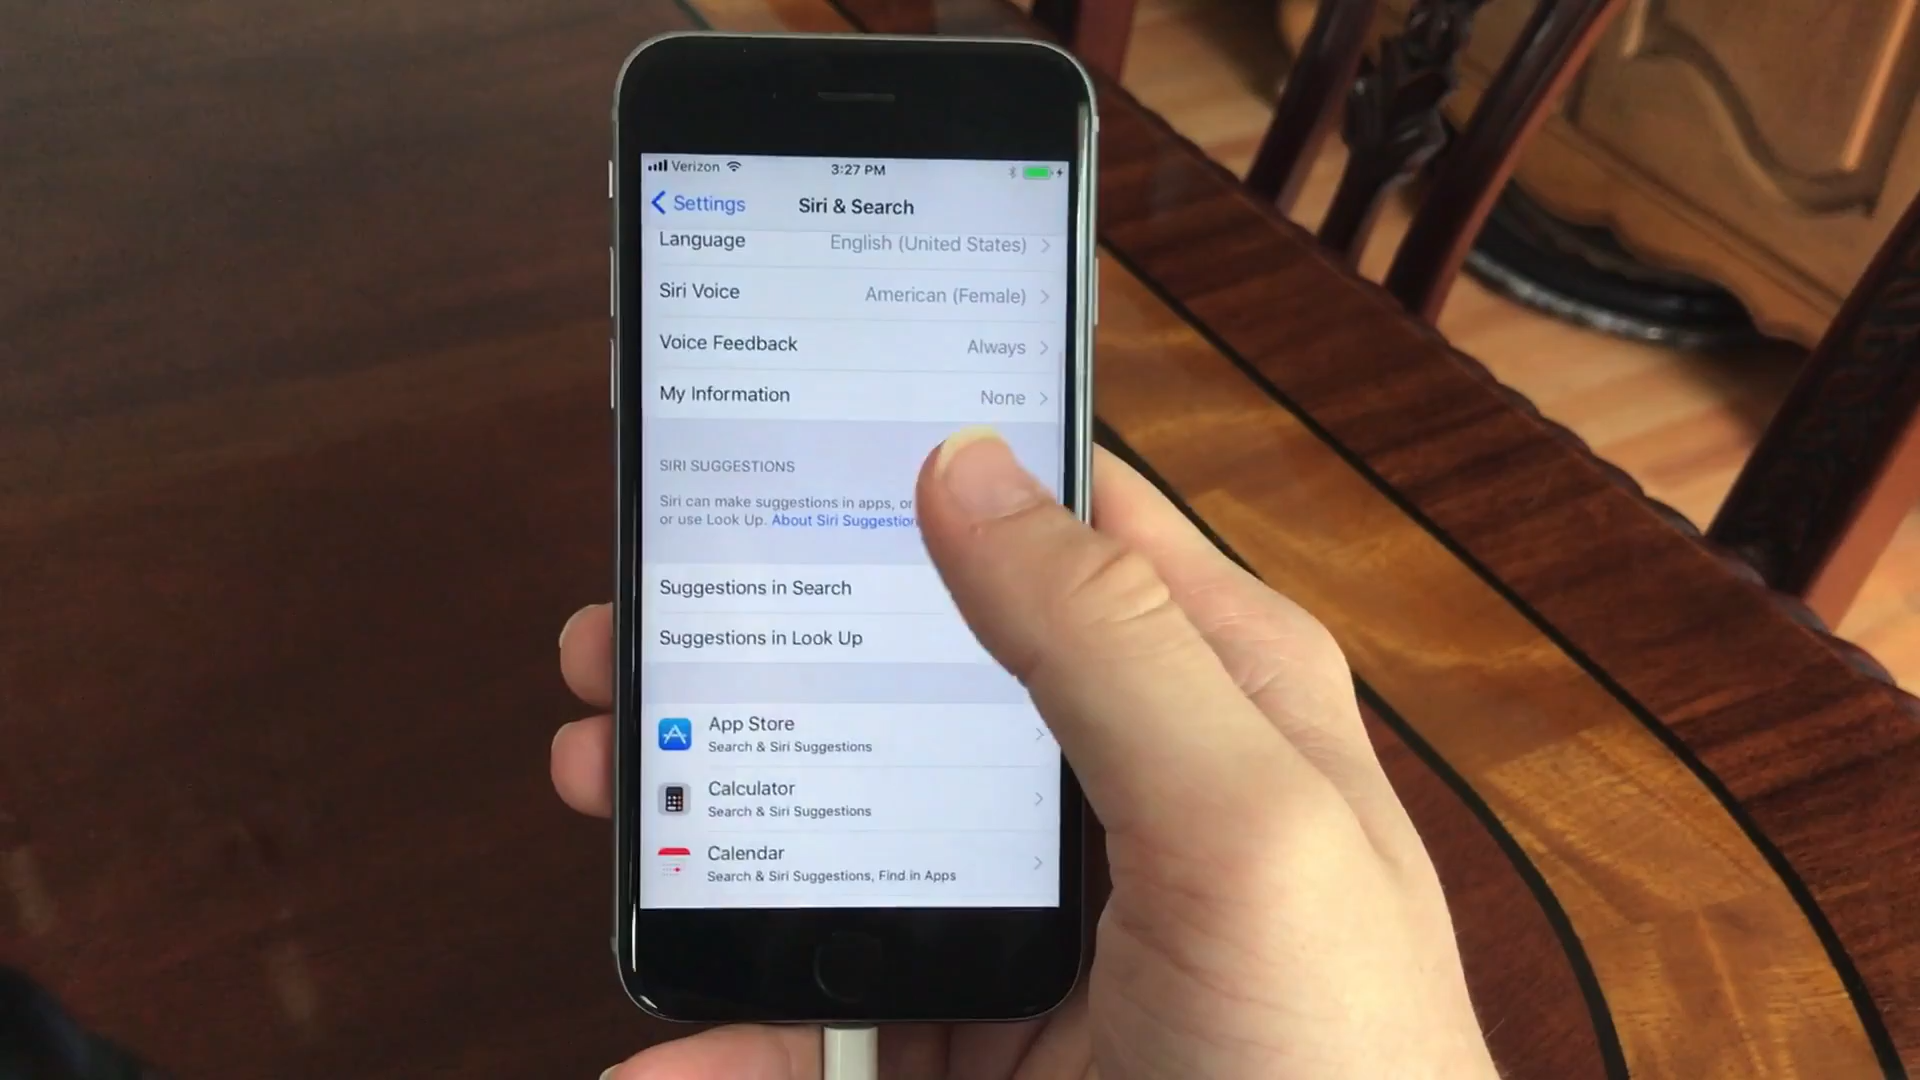 Verizon 3:27 PM
Settings Siri & Search
Language English (United States)
Siri Voice American (Female)
Voice Feedback Always
My Information None
SIRI SUGGESTIONS
Siri can make suggestions in apps, or
or use Look Up. About Siri Suggestion
Suggestions in Search
Suggestions in Look Up
App Store
Search & Siri Suggestions
Calculator
Search & Siri Suggestions
Calendar
Search & Siri Suggestions, Find in Apps